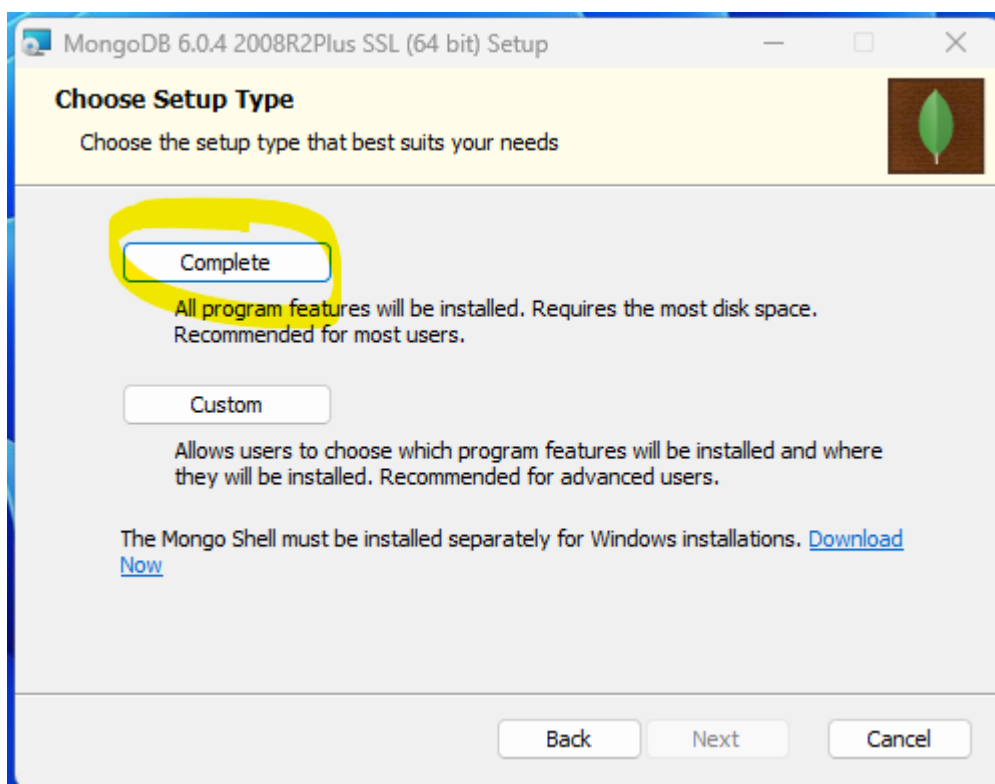 MongoDB 6.0.4 2008R2Plus SSL (64 bit) Setup
Choose Setup Type
Choose the setup type that best suits your needs
Complete
All program features will be installed. Requires the most disk space.
Recommended for most users.
Custom
Allows users to choose which program features will be installed and where
they will be installed. Recommended for advanced users.
The Mongo Shell must be installed separately for Windows installations. Download
Now
Back Next Cancel